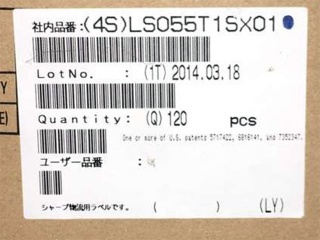 社内品番:(4S)LS055T1SX01
LotNo. : (1T) 2014.03.18
Quantity : (Q) 120 pcs
One or more of U.S. patents 5717422, 6816141, and 7352347.
ユーザー品番 :
シャープ物流用ラベルです。 ( ) (LY)
Y
E)